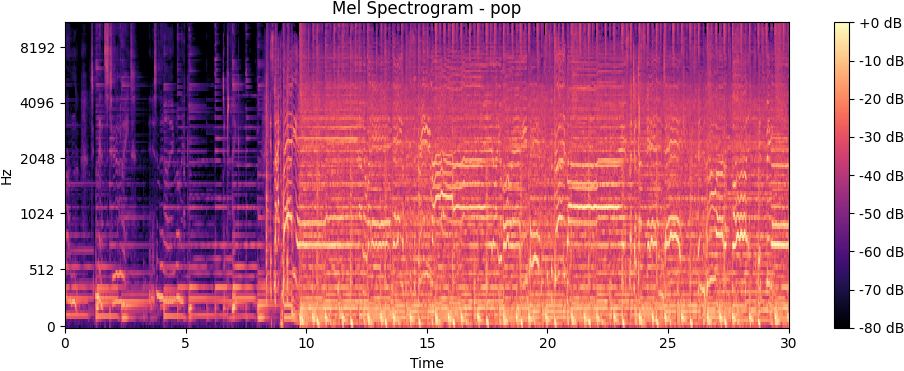 Mel Spectrogram - pop
Hz
8192
4096
2048
1024
512
0
0 5 10 15 20 25 30
Time
+0 dB
-10 dB
-20 dB
-30 dB
-40 dB
-50 dB
-60 dB
-70 dB
-80 dB